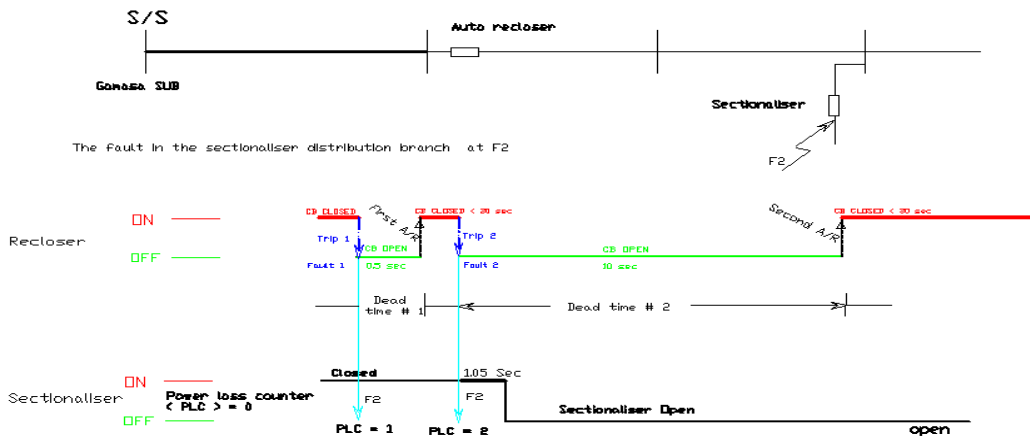 S/S
Auto recloser
Gamasa SUB
Sectionaliser
The fault in the sectionaliser distribution branch at F2
F2
ON
CB CLOSED
First A/R
CB CLOSED < 20 sec
Second A/R
CB CLOSED < 20 sec
Recloser
Trip 1
Trip 2
OFF
CB OPEN
CB OPEN
Fault 1
0.5 sec
Fault 2
10 sec
Dead time # 1
Dead time # 2
Closed
1.05 Sec
ON
Sectionaliser
Power loss counter
( PLC ) = 0
F2
F2
Sectionaliser Open
OFF
PLC = 1
PLC = 2
open